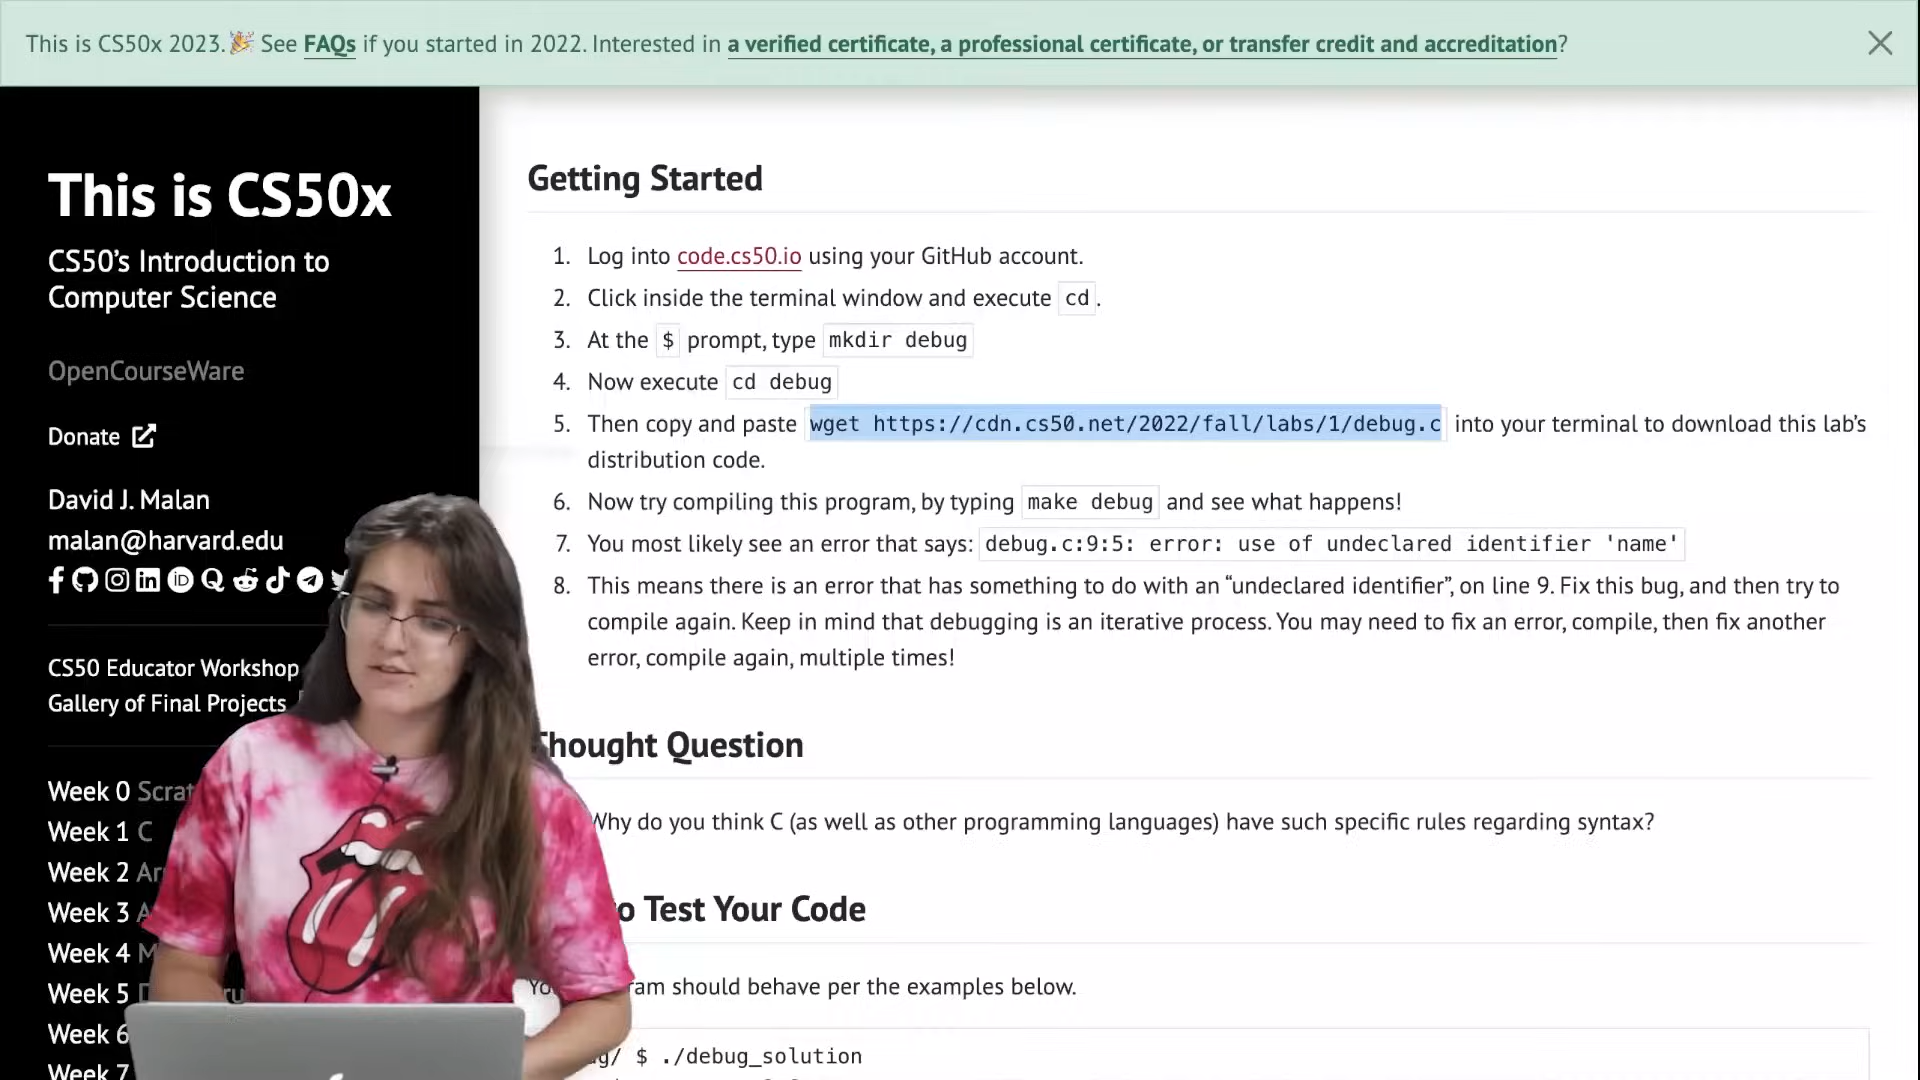 This is CS50x 2023.🎉 See FAQs if you started in 2022. Interested in a verified certificate, a professional certificate, or transfer credit and accreditation?
This is CS50x
CS50’s Introduction to
Computer Science
OpenCourseWare
Donate
David J. Malan
malan@harvard.edu
CS50 Educator Workshop
Gallery of Final Projects
Week 0 Scrat
Week 1 C
Week 2 Ar
Week 3 A
Week 4 M
Week 5
Week 6
Week 7
Getting Started
1. Log into code.cs50.io using your GitHub account.
2. Click inside the terminal window and execute cd.
3. At the $ prompt, type mkdir debug
4. Now execute cd debug
5. Then copy and paste wget https://cdn.cs50.net/2022/fall/labs/1/debug.c into your terminal to download this lab’s
distribution code.
6. Now try compiling this program, by typing make debug and see what happens!
7. You most likely see an error that says: debug.c:9:5: error: use of undeclared identifier 'name'
8. This means there is an error that has something to do with an “undeclared identifier”, on line 9. Fix this bug, and then try to
compile again. Keep in mind that debugging is an iterative process. You may need to fix an error, compile, then fix another
error, compile again, multiple times!
Thought Question
Why do you think C (as well as other programming languages) have such specific rules regarding syntax?
o Test Your Code
Yo ram should behave per the examples below.
g/ $ ./debug_solution